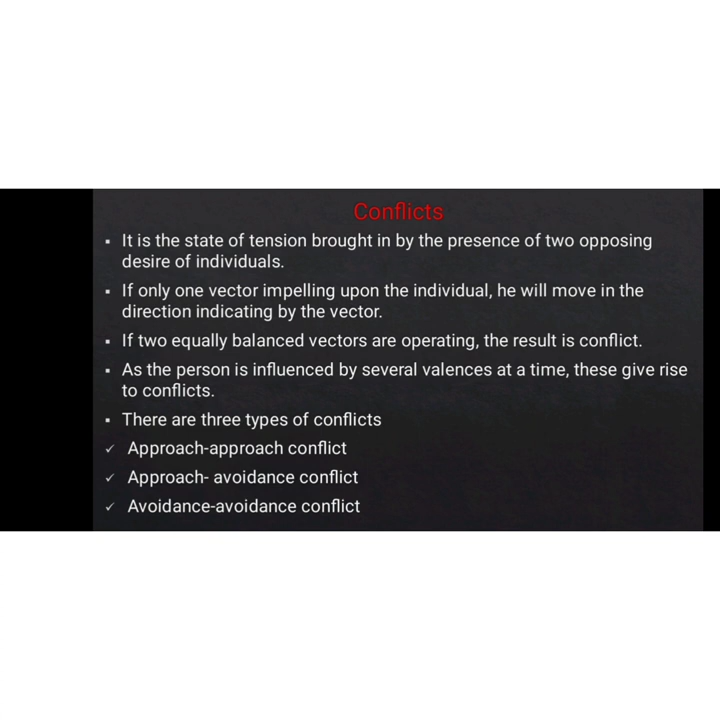 Conflicts
▪ It is the state of tension brought in by the presence of two opposing
desire of individuals.
▪ If only one vector impelling upon the individual, he will move in the
direction indicating by the vector.
▪ If two equally balanced vectors are operating, the result is conflict.
▪ As the person is influenced by several valences at a time, these give rise
to conflicts.
▪ There are three types of conflicts
✓ Approach-approach conflict
✓ Approach- avoidance conflict
✓ Avoidance-avoidance conflict